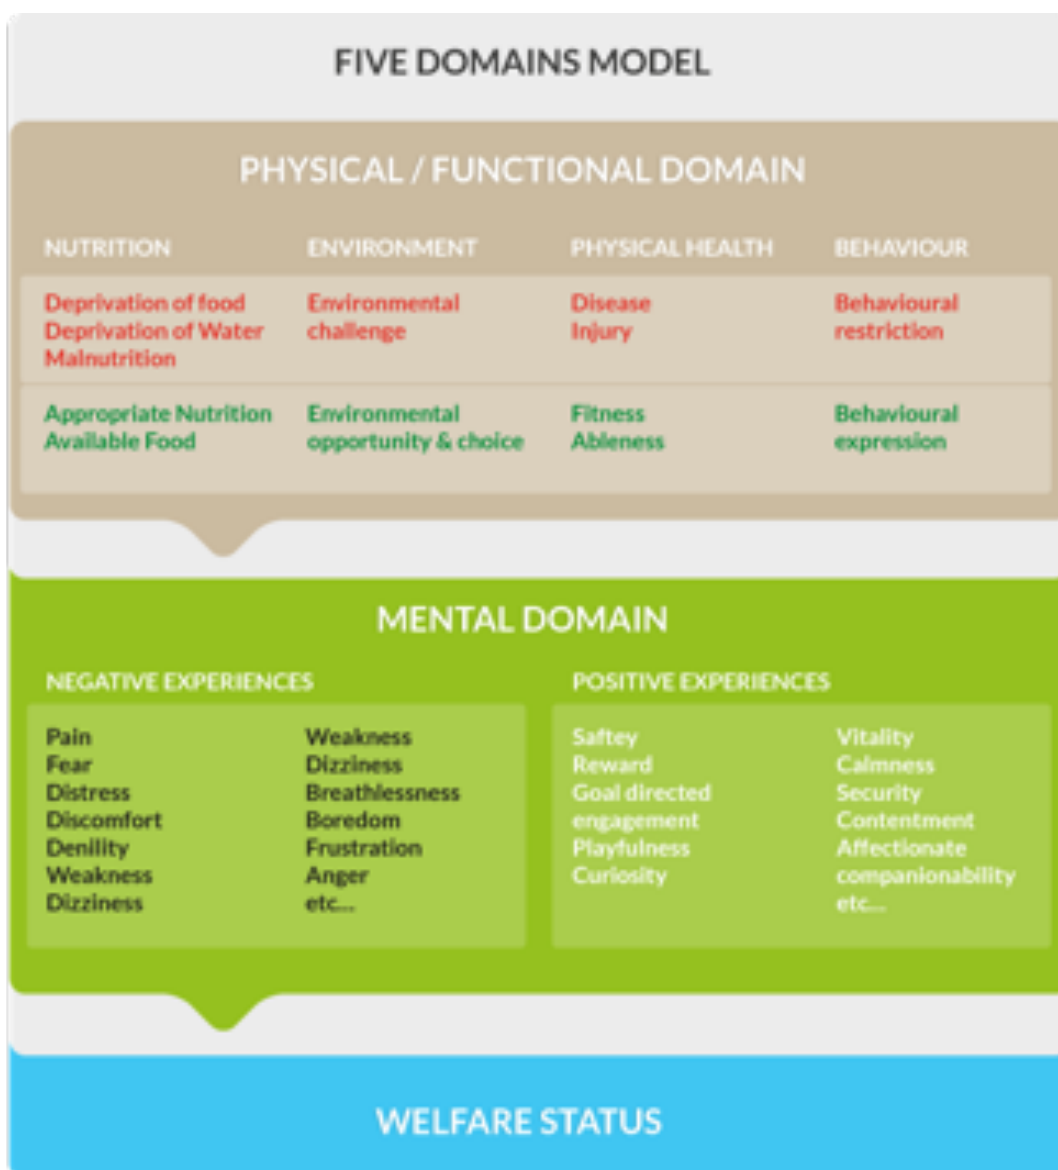 FIVE DOMAINS MODEL
PHYSICAL / FUNCTIONAL DOMAIN
NUTRITION
Deprivation of food
Deprivation of Water
Malnutrition
Appropriate Nutrition
Available Food
ENVIRONMENT
Environmental
challenge
Environmental
opportunity & choice
PHYSICAL HEALTH
Disease
Injury
Fitness
Ableness
BEHAVIOUR
Behavioural
restriction
Behavioural
expression
MENTAL DOMAIN
NEGATIVE EXPERIENCES
Pain
Fear
Distress
Discomfort
Denility
Weakness
Dizziness
Weakness
Dizziness
Breathlessness
Boredom
Frustration
Anger
etc...
POSITIVE EXPERIENCES
Saftey
Reward
Goal directed
engagement
Playfulness
Curiosity
Vitality
Calmness
Security
Contentment
Affectionate
companionability
etc...
WELFARE STATUS